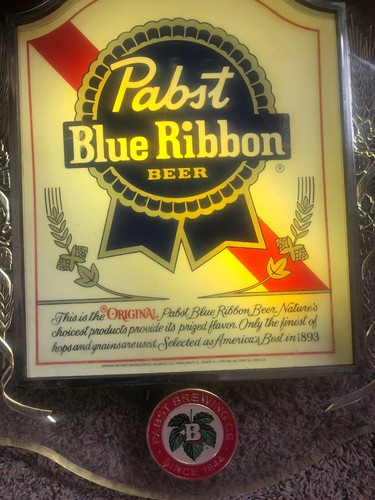 Pabst
Blue Ribbon
BEER
®
This is the ORIGINAL Pabst Blue Ribbon Beer. Nature's
choicest products provide its prized flavor. Only the finest of
hops and grains are used. Selected as America's Best in 1893
PABST BREWING CO.
B
SINCE 1844